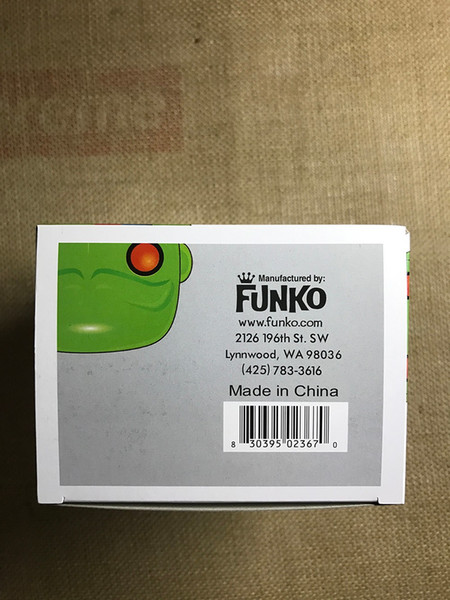 Manufactured by:
FUNKO
www.funko.com
2126 196th St. SW
Lynnwood, WA 98036
(425) 783-3616
Made in China
8 30395 02367 0